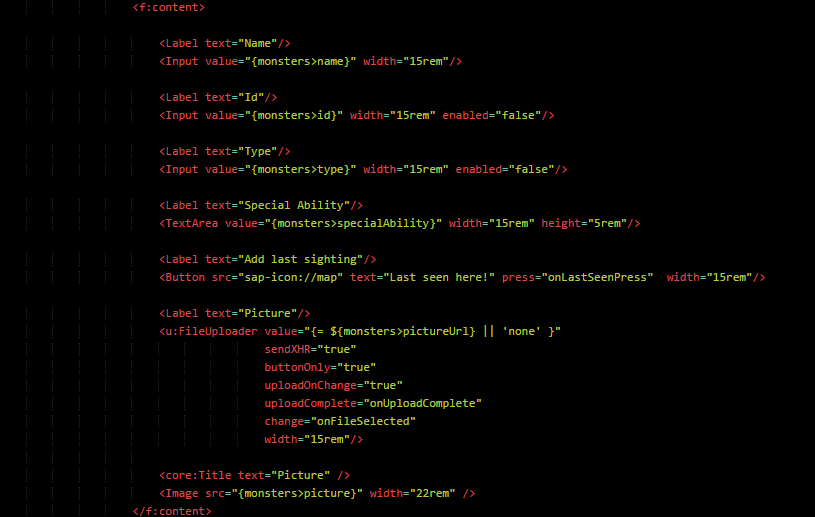 <f:content>
<Label text="Name"/>
<Input value="{monsters>name}" width="15rem"/>
<Label text="Id"/>
<Input value="{monsters>id}" width="15rem" enabled="false"/>
<Label text="Type"/>
<Input value="{monsters>type}" width="15rem" enabled="false"/>
<Label text="Special Ability"/>
<TextArea value="{monsters>specialAbility}" width="15rem" height="5rem"/>
<Label text="Add last sighting"/>
<Button src="sap-icon://map" text="Last seen here!" press="onLastSeenPress"  width="15rem"/>
<Label text="Picture"/>
<u:FileUploader value="{= ${monsters>pictureUrl} || 'none' }"
sendXHR="true"
buttonOnly="true"
uploadOnChange="true"
uploadComplete="onUploadComplete"
change="onFileSelected"
width="15rem"/>
<core:Title text="Picture" />
<Image src="{monsters>picture}" width="22rem" />
</f:content>